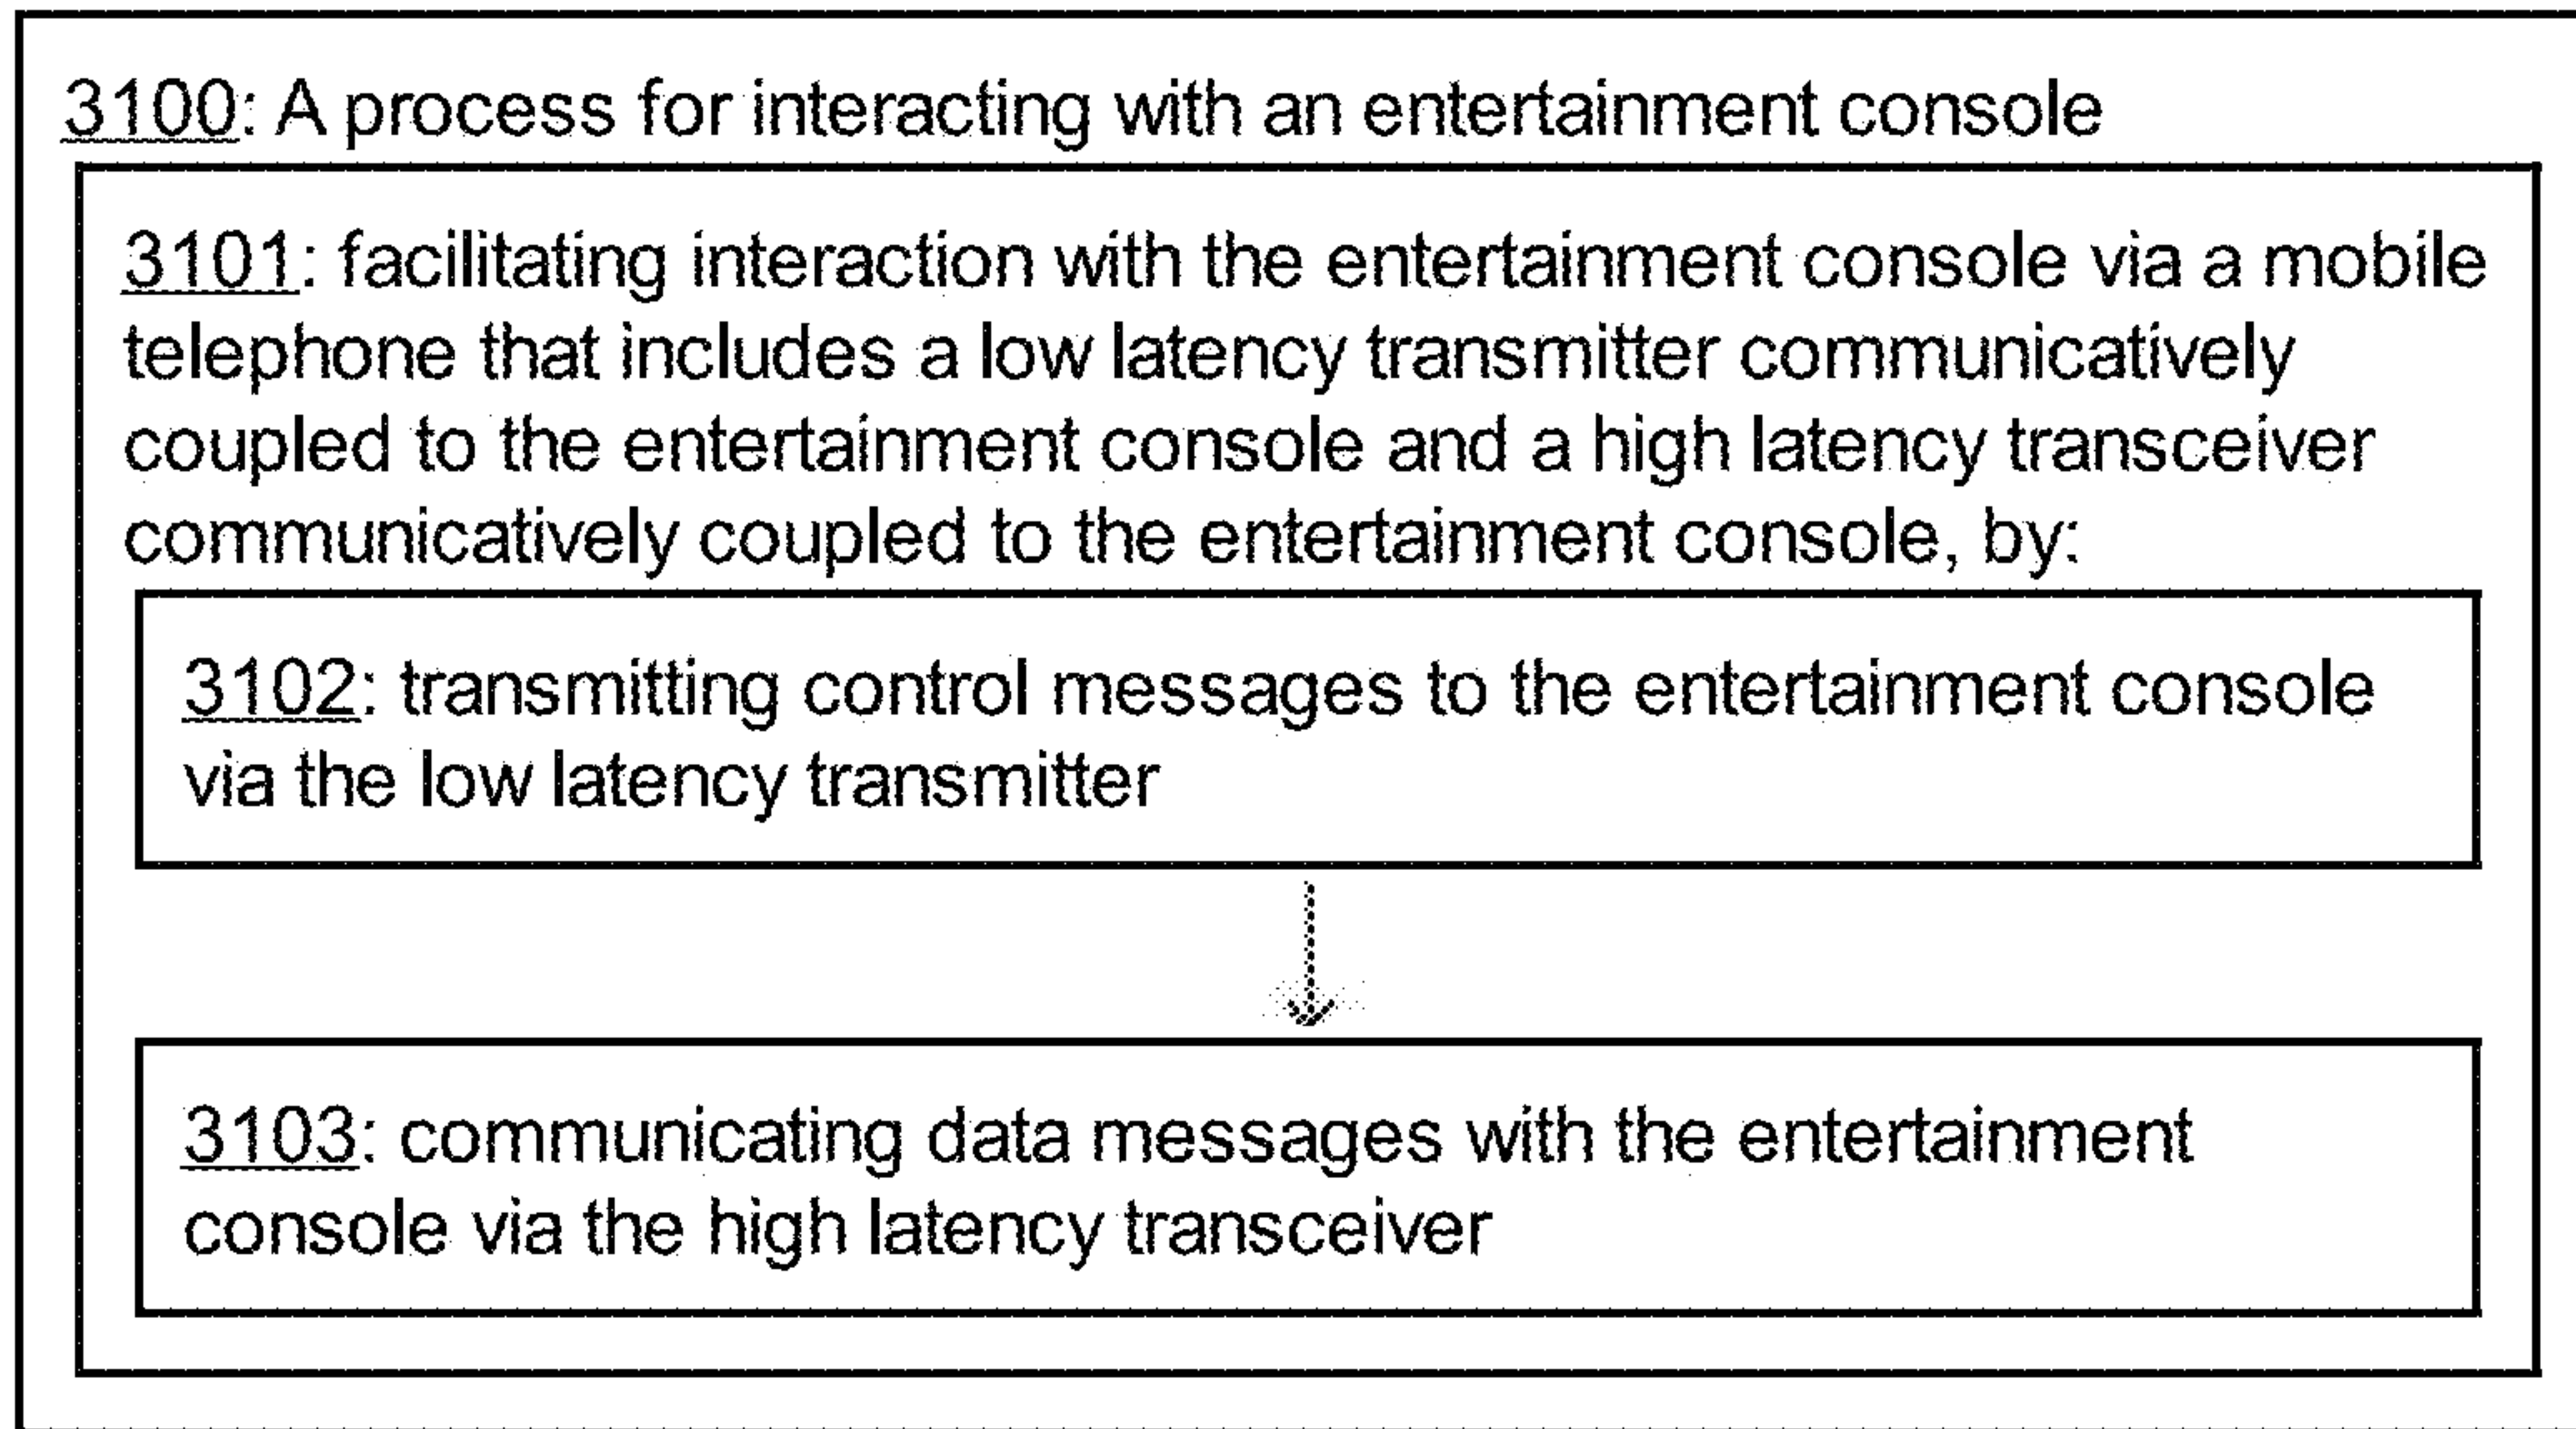 3100: A process for interacting with an entertainment console
3101: facilitating interaction with the entertainment console via a mobile
telephone that includes a low latency transmitter communicatively
coupled to the entertainment console and a high latency transceiver
communicatively coupled to the entertainment console, by:
3102: transmitting control messages to the entertainment console
via the low latency transmitter
3103: communicating data messages with the entertainment
console via the high latency transceiver